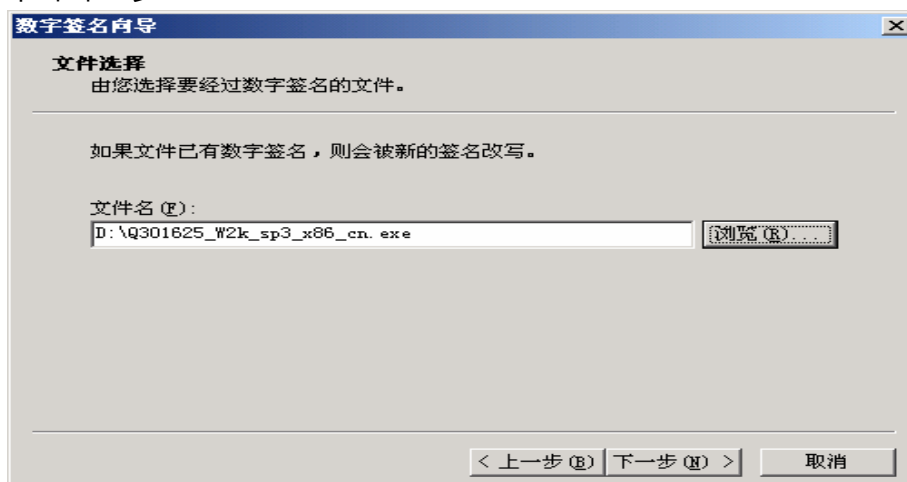 数字签名向导
文件选择
由您选择要经过数字签名的文件。
如果文件已有数字签名，则会被新的签名改写。
文件名(F):
D:\Q301625_W2k_sp3_x86_cn.exe
浏览(R)...
< 上一步(B) 下一步(N) > 取消